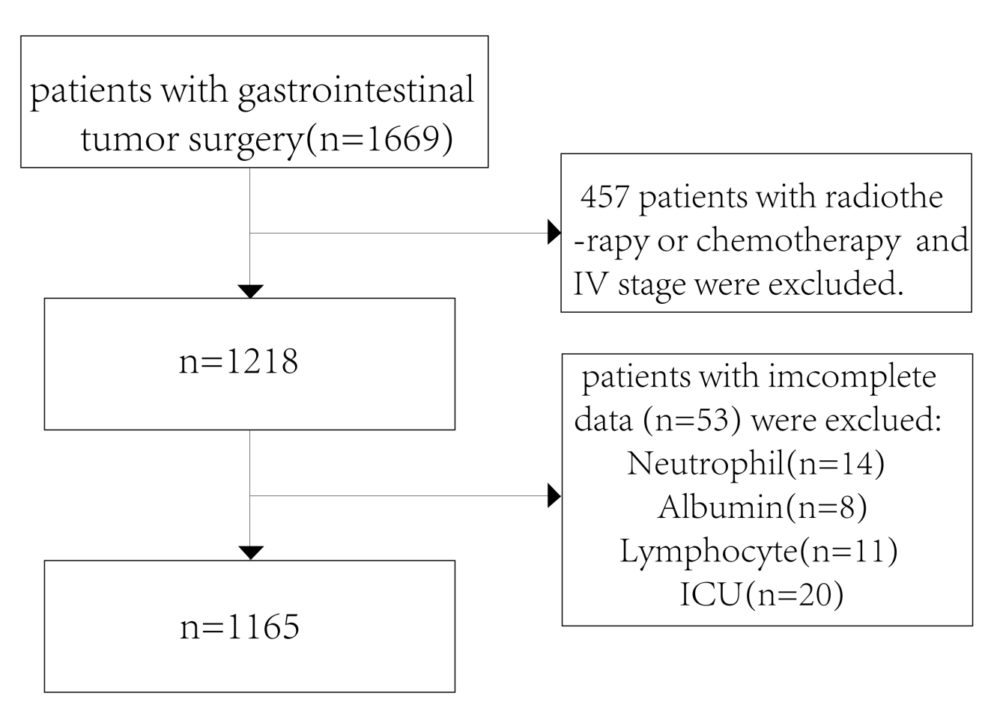 patients with gastrointestinal
tumor surgery(n=1669)
457 patients with radiothe
-rapy or chemotherapy and
IV stage were excluded.
n=1218
patients with imcomplete
data (n=53) were exclued:
Neutrophil(n=14)
Albumin(n=8)
Lymphocyte(n=11)
ICU(n=20)
n=1165